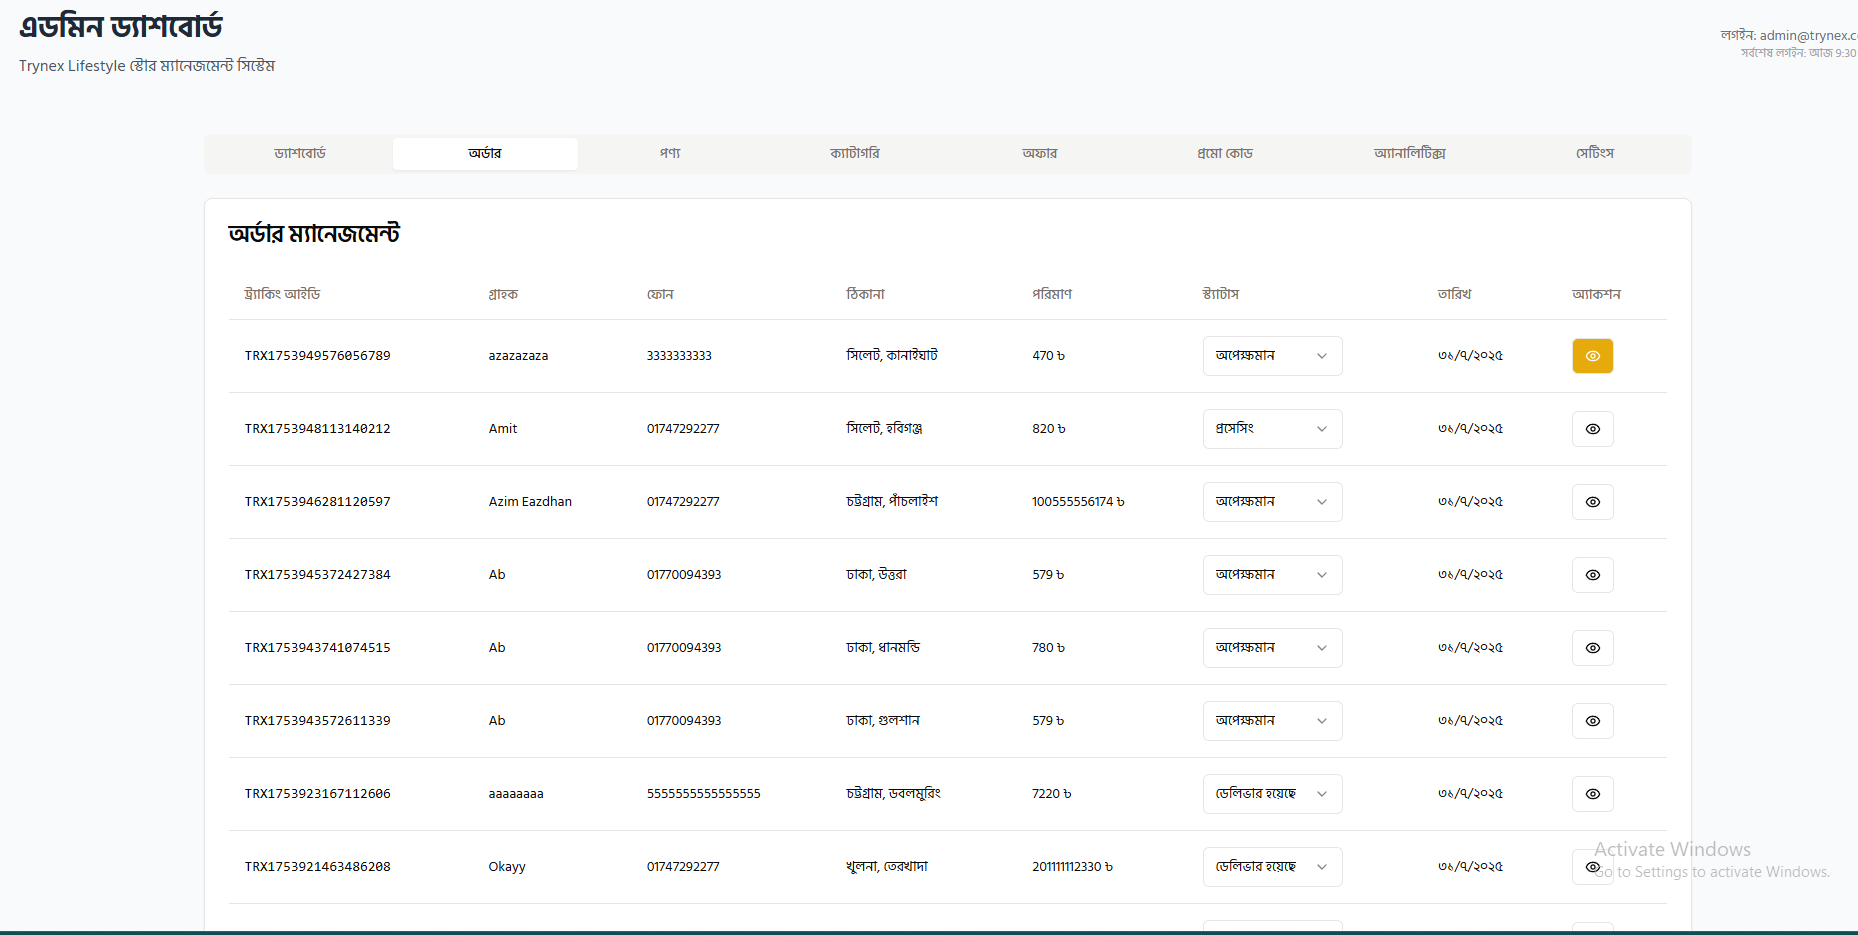 এডমিন ড্যাশবোর্ড
Trynex Lifestyle স্টোর ম্যানেজমেন্ট সিস্টেম
লগইন: admin@trynex.c
সর্বশেষ লগইন: আজ 9:30
ড্যাশবোর্ড অর্ডার পণ্য ক্যাটাগরি অফার প্রমো কোড অ্যানালিটিক্স সেটিংস
অর্ডার ম্যানেজমেন্ট
ট্র্যাকিং আইডি গ্রাহক ফোন ঠিকানা পরিমাণ স্ট্যাটাস তারিখ অ্যাকশন
TRX1753949576056789 azazazaza 3333333333 সিলেট, কানাইঘাট 470 ৳ অপেক্ষমান ৩১/৭/২০২৫
TRX1753948113140212 Amit 01747292277 সিলেট, হবিগঞ্জ 820 ৳ প্রসেসিং ৩১/৭/২০২৫
TRX1753946281120597 Azim Eazdhan 01747292277 চট্টগ্রাম, পাঁচলাইশ 100555556174 ৳ অপেক্ষমান ৩১/৭/২০২৫
TRX1753945372427384 Ab 01770094393 ঢাকা, উত্তরা 579 ৳ অপেক্ষমান ৩১/৭/২০২৫
TRX1753943741074515 Ab 01770094393 ঢাকা, ধানমন্ডি 780 ৳ অপেক্ষমান ৩১/৭/২০২৫
TRX1753943572611339 Ab 01770094393 ঢাকা, গুলশান 579 ৳ অপেক্ষমান ৩১/৭/২০২৫
TRX1753923167112606 aaaaaaaa 5555555555555555 চট্টগ্রাম, ডবলমুরিং 7220 ৳ ডেলিভার হয়েছে ৩১/৭/২০২৫
TRX1753921463486208 Okayy 01747292277 খুলনা, তেরখাদা 201111112330 ৳ ডেলিভার হয়েছে ৩১/৭/২০২৫
Activate Windows
Go to Settings to activate Windows.